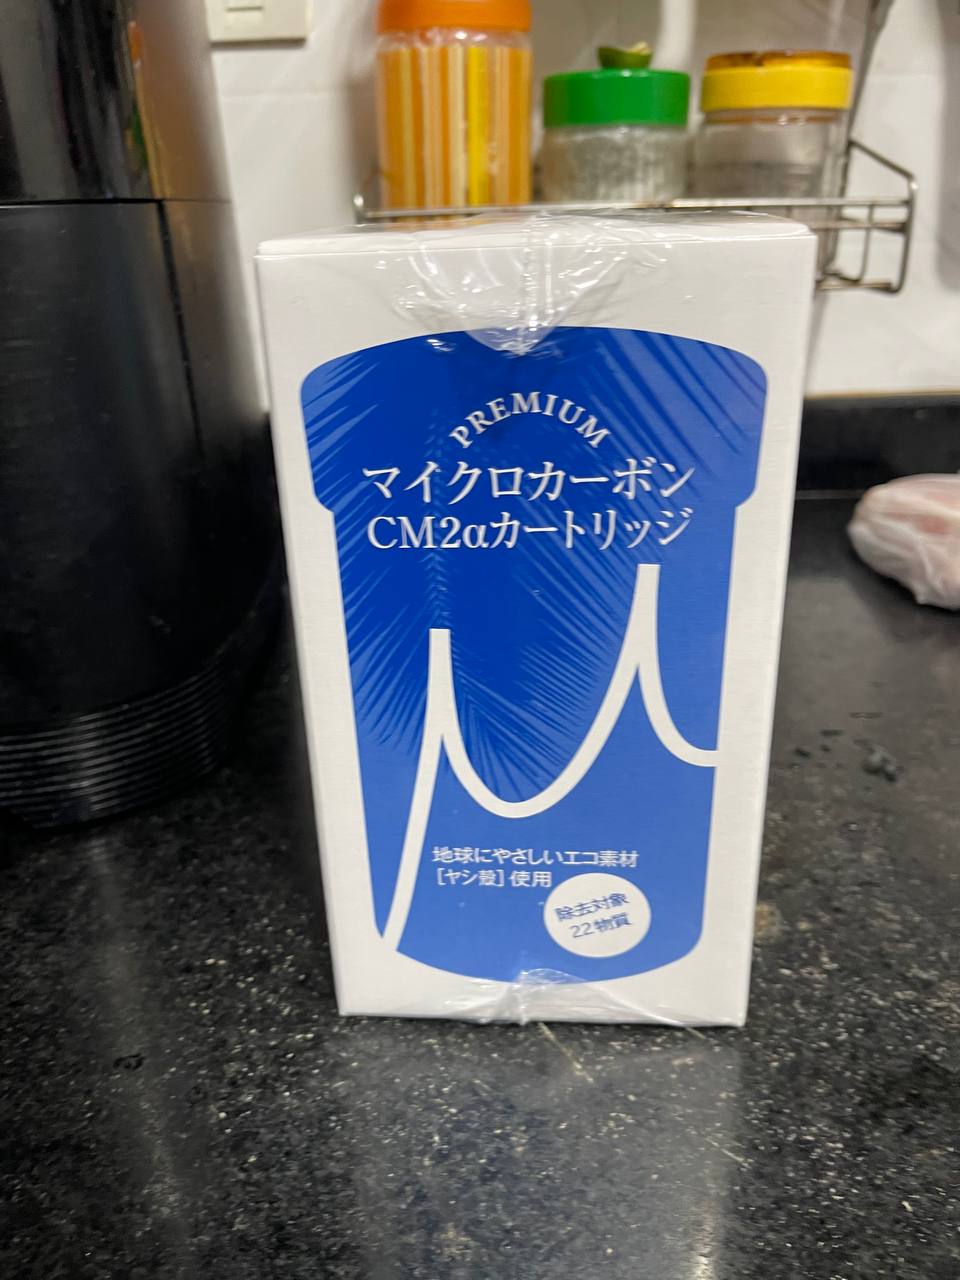 PREMIUM
マイクロカーボン
CM2αカートリッジ
地球にやさしいエコ素材
[ヤシ殻] 使用
除去対象
22物質